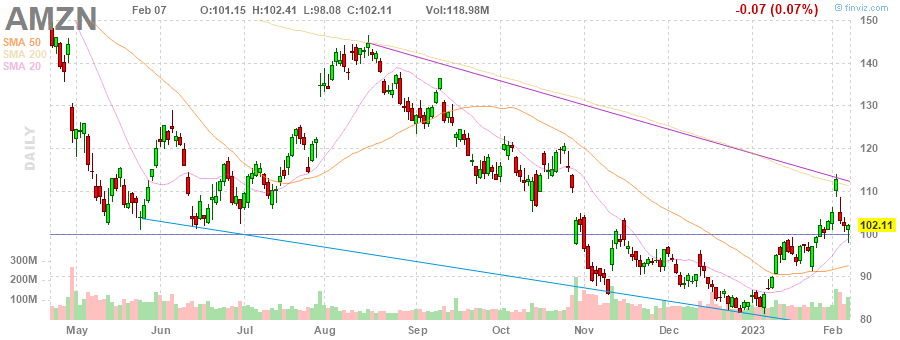 AMZN Feb 07 O:101.15 H:102.41 L:98.08 C:102.11 Vol:118.98M -0.07 (0.07%) © finviz.com
SMA 50
SMA 200
SMA 20
DAILY
150
140
130
120
110
102.11
100
90
80
300M
200M
100M
May Jun Jul Aug Sep Oct Nov Dec 2023 Feb